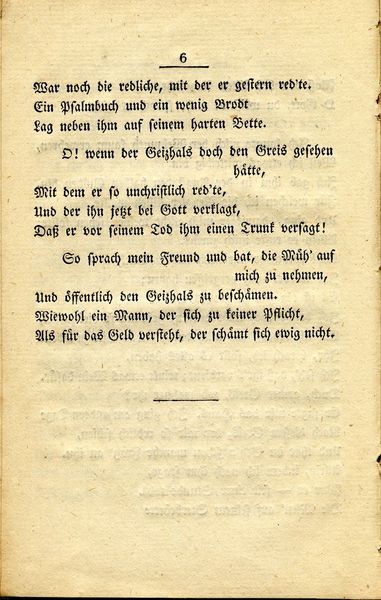 6
War noch die redliche, mit der er gestern red'te.
Ein Psalmbuch und ein wenig Brodt
Lag neben ihm auf seinem harten Bette.
O! wenn der Geizhals doch den Greis gesehen
hätte,
Mit dem er so unchristlich red'te,
Und der ihn jetzt bei Gott verklagt,
Daß er vor seinem Tod ihm einen Trunk versagt!
So sprach mein Freund und bat, die Müh' auf
mich zu nehmen,
Und öffentlich den Geizhals zu beschämen.
Wiewohl ein Mann, der sich zu keiner Pflicht,
Als für das Geld versteht, der schämt sich ewig nicht.